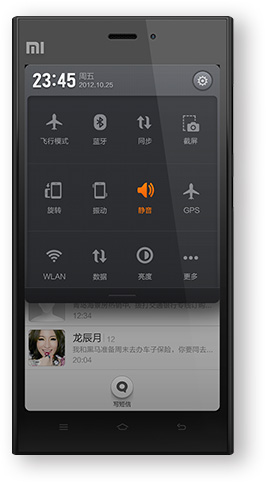 mi
23:45 周五
2012.10.25
飞行模式 蓝牙 同步 截屏
旋转 振动 静音 GPS
WLAN 数据 亮度 更多
12:34
龙辰月 12
我和黑马准备周末去办车子保险，你要同去…
20:04
写短信